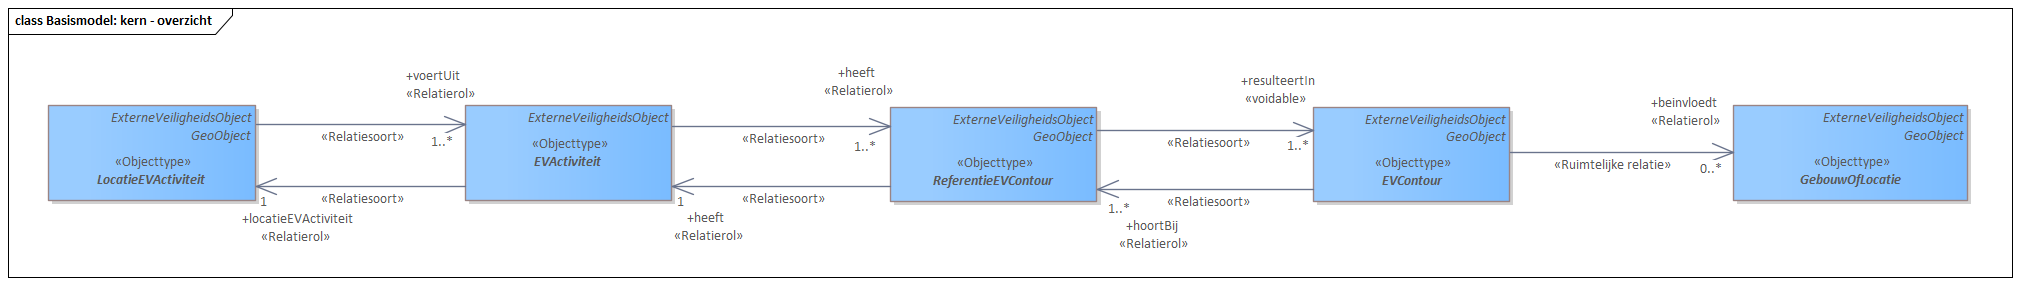 class Basismodel: kern - overzicht
ExterneVeiligheidsObject
GeoObject
«Objecttype»
LocatieEVActiviteit
+voertUit
«Relatierol»
«Relatiesoort»
1..*
«Relatiesoort»
1
+locatieEVActiviteit
«Relatierol»
ExterneVeiligheidsObject
«Objecttype»
EVActiviteit
+heeft
«Relatierol»
«Relatiesoort»
1..*
«Relatiesoort»
1
+heeft
«Relatierol»
ExterneVeiligheidsObject
GeoObject
«Objecttype»
ReferentieEVContour
+resulteertIn
«voidable»
«Relatiesoort»
1..*
«Relatiesoort»
1..*
+hoortBij
«Relatierol»
ExterneVeiligheidsObject
GeoObject
«Objecttype»
EVContour
+beinvloedt
«Relatierol»
«Ruimtelijke relatie»
0..*
ExterneVeiligheidsObject
GeoObject
«Objecttype»
GebouwOfLocatie